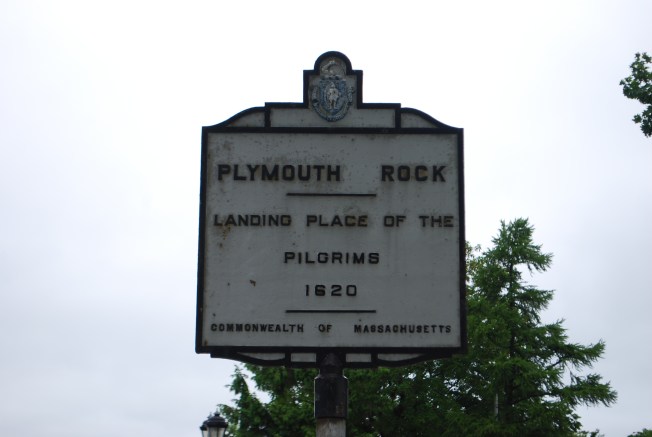 PLYMOUTH ROCK
LANDING PLACE OF THE
PILGRIMS
1620
COMMONWEALTH OF MASSACHUSETTS